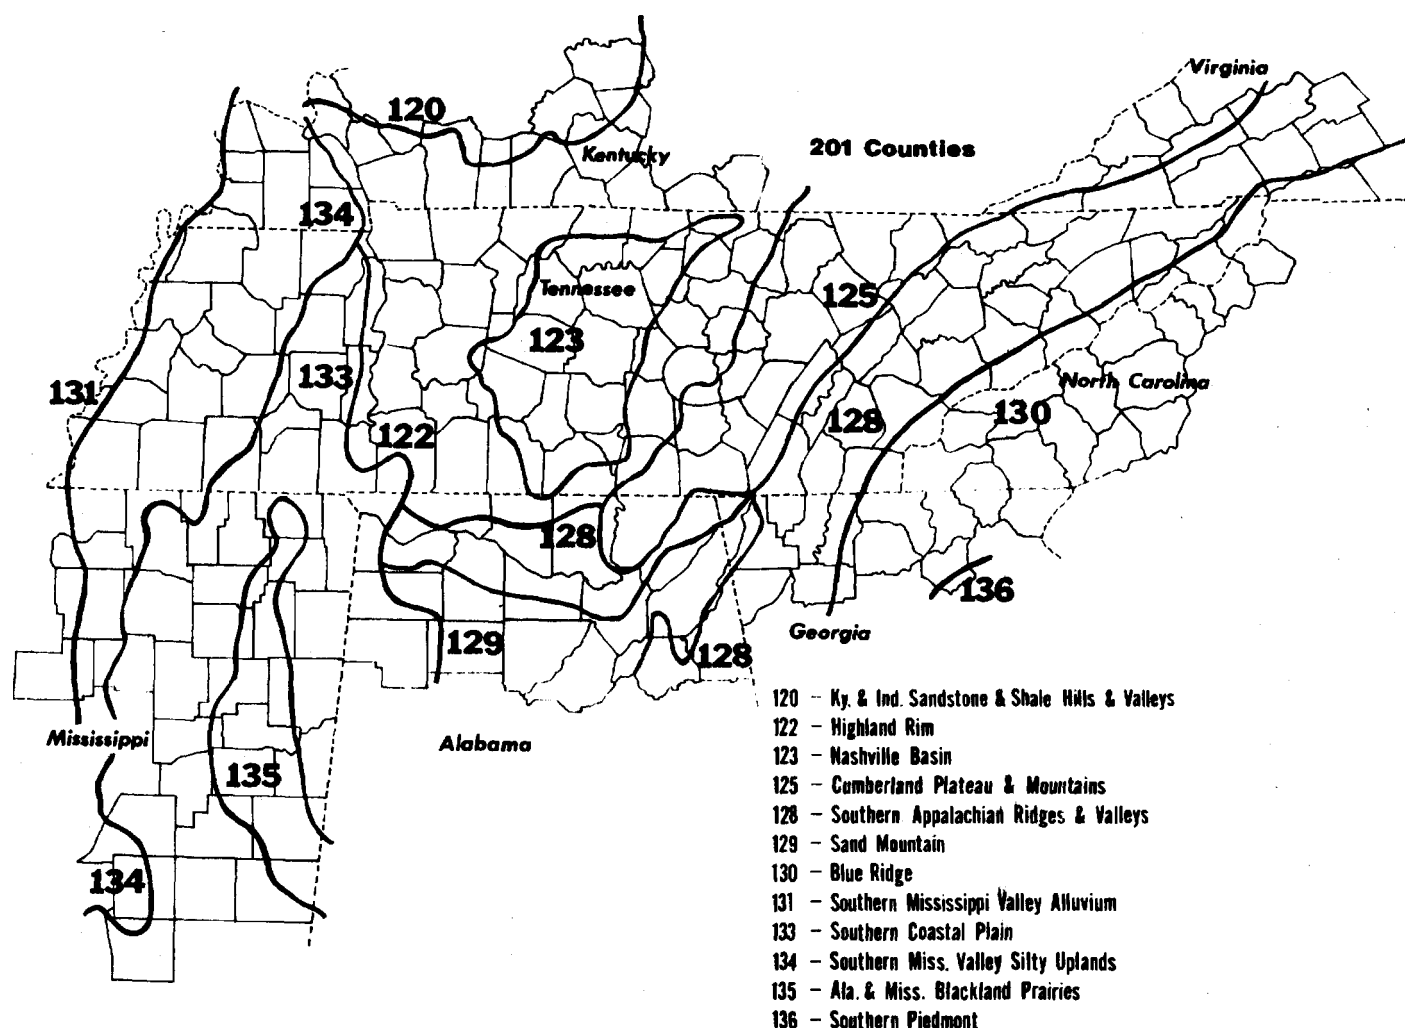 Virginia
120
201 Counties
Kentucky
134
Tennessee
125
123
133
North Carolina
131
130
128
122
128
136
Georgia
129
128
120 - Ky. & Ind. Sandstone & Shale Hills & Valleys
122 - Highland Rim
Mississippi
Alabama
123 - Nashville Basin
135
125 - Cumberland Plateau & Mountains
128 - Southern Appalachian Ridges & Valleys
129 - Sand Mountain
134
130 - Blue Ridge
131 - Southern Mississippi Valley Alluvium
133 - Southern Coastal Plain
134 - Southern Miss. Valley Silty Uplands
135 - Ala. & Miss. Blackland Prairies
136 - Southern Piedmont